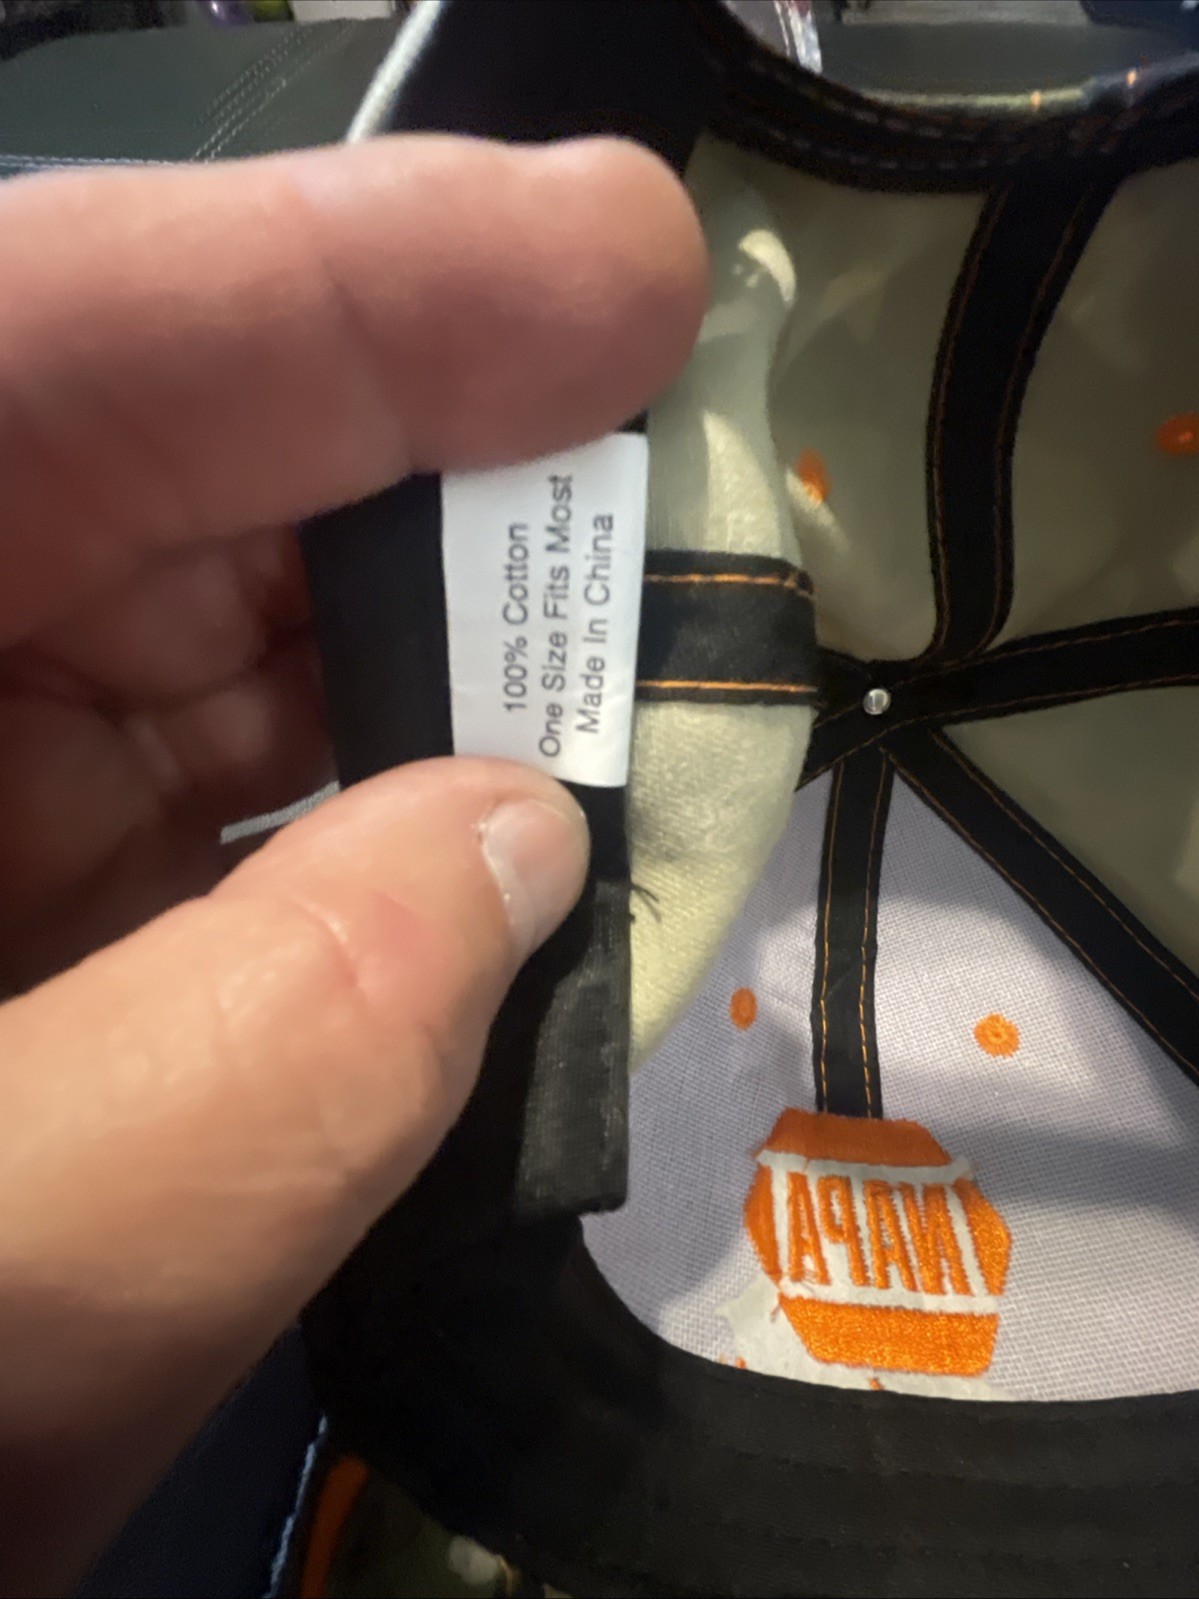 100% Cotton
One Size Fits Most
Made In China
NAPA